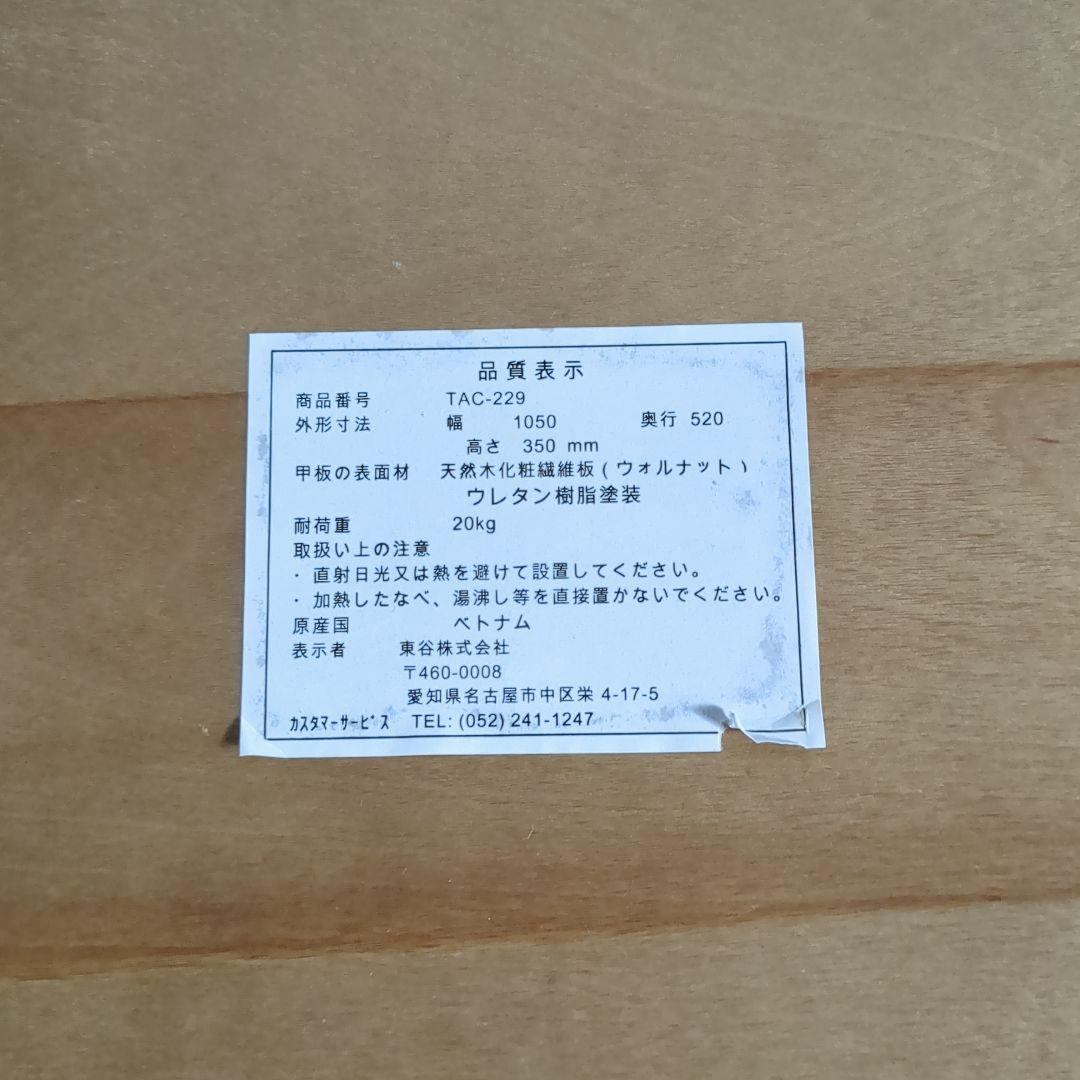 品質表示
商品番号 TAC-229
外形寸法 幅 1050 奥行 520
高さ 350 mm
甲板の表面材 天然木化粧繊維板(ウォルナット)
ウレタン樹脂塗装
耐荷重 20kg
取扱い上の注意
・直射日光又は熱を避けて設置してください。
・加熱したなべ、湯沸し等を直接置かないでください。
原産国 ベトナム
表示者 東谷株式会社
〒460-0008
愛知県名古屋市中区栄 4-17-5
ｶｽﾀﾏｰｻｰﾋﾞｽ TEL: (052) 241-1247